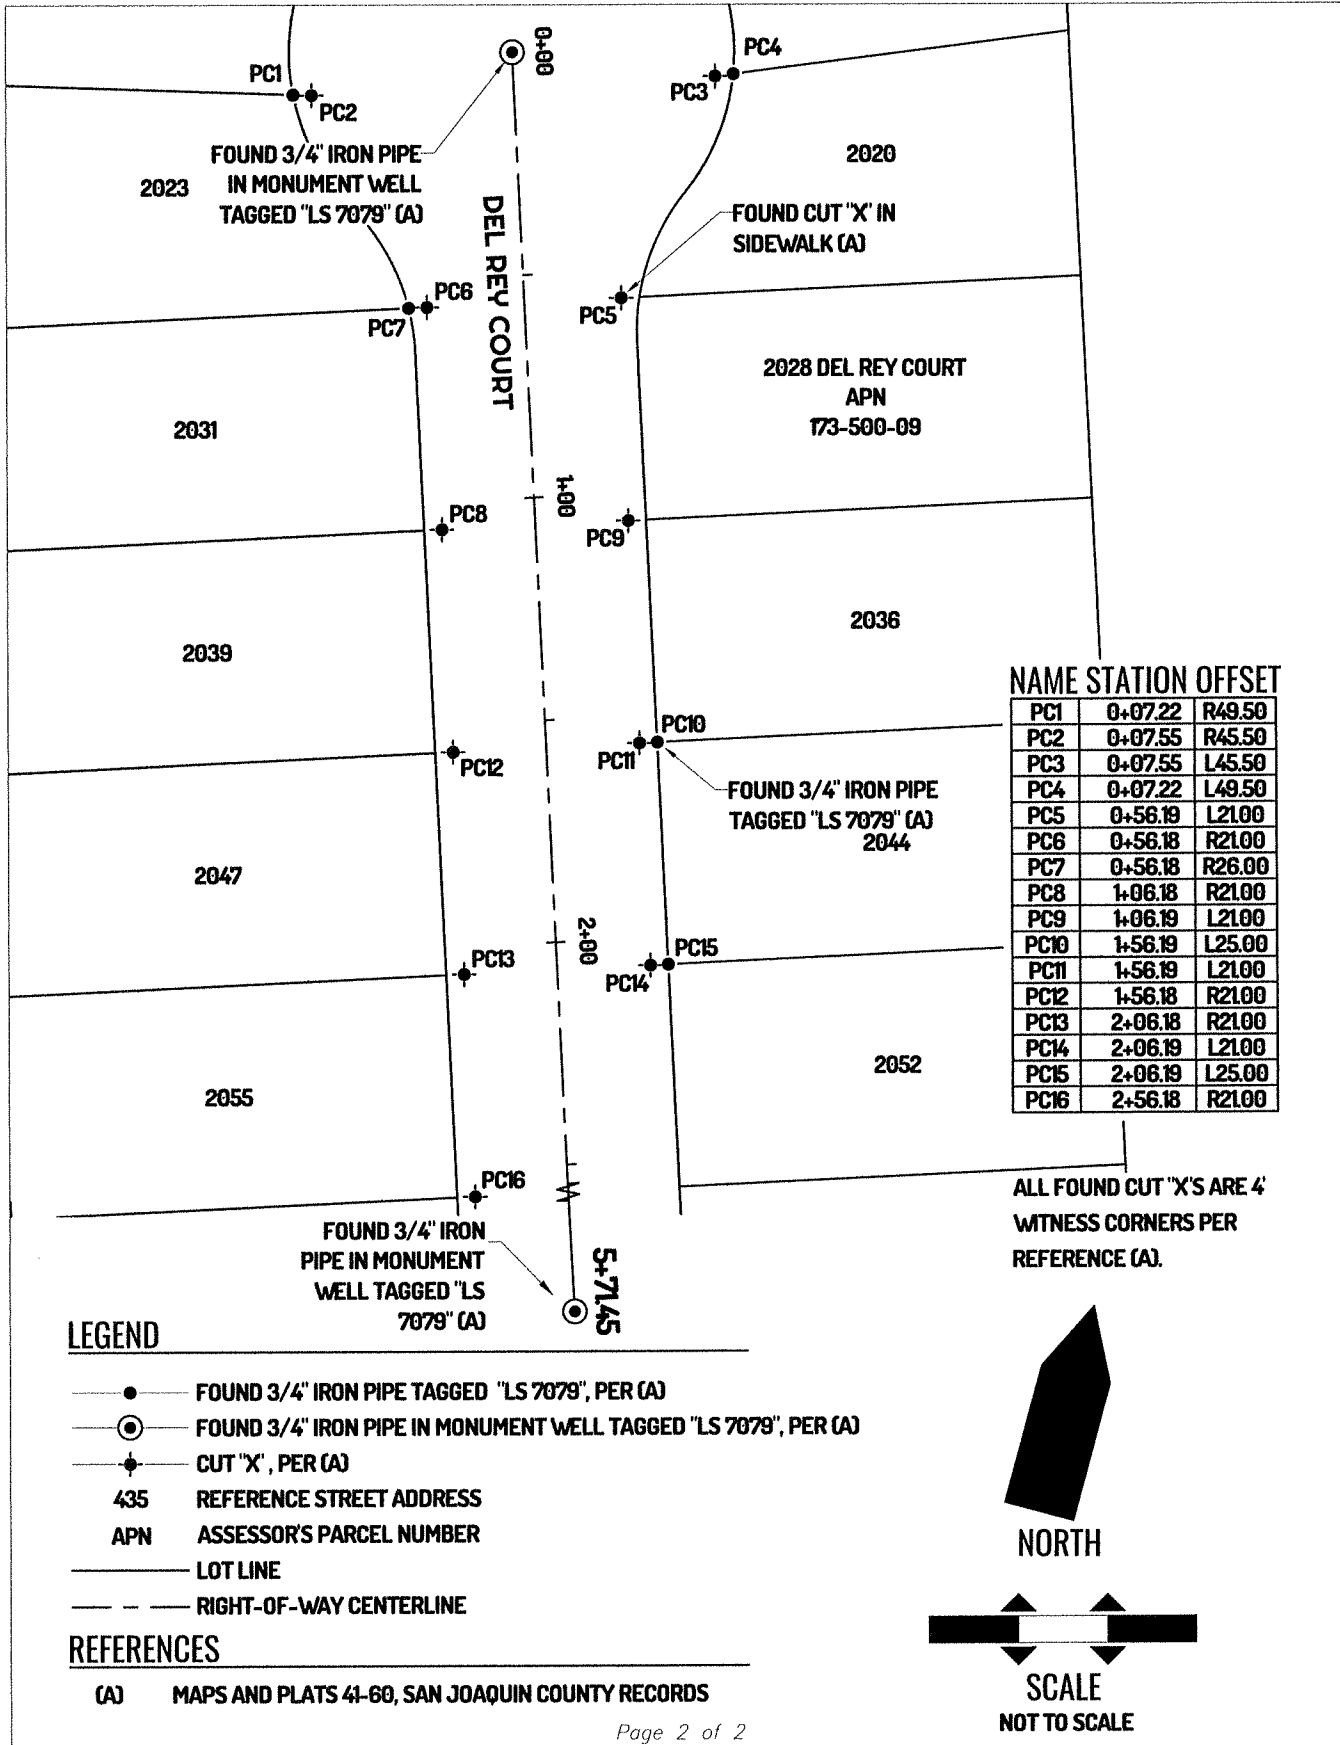 0+00
PC4
PC1
PC3
PC2
FOUND 3/4" IRON PIPE
IN MONUMENT WELL
TAGGED "LS 7079" (A)
2023
2020
DEL REY COURT
FOUND CUT "X" IN
SIDEWALK (A)
PC6
PC5
PC7
2028 DEL REY COURT
APN
173-500-09
2031
1+00
PC8
PC9
2036
2039
PC10
PC11
PC12
FOUND 3/4" IRON PIPE
TAGGED "LS 7079" (A)
2044
2047
2+00
PC13
PC15
PC14
2052
2055
PC16
FOUND 3/4" IRON
PIPE IN MONUMENT
WELL TAGGED "LS
7079" (A)
5+71.45
NAME STATION OFFSET
PC1 0+07.22 R49.50
PC2 0+07.55 R45.50
PC3 0+07.55 L45.50
PC4 0+07.22 L49.50
PC5 0+56.19 L21.00
PC6 0+56.18 R21.00
PC7 0+56.18 R26.00
PC8 1+06.18 R21.00
PC9 1+06.19 L21.00
PC10 1+56.19 L25.00
PC11 1+56.19 L21.00
PC12 1+56.18 R21.00
PC13 2+06.18 R21.00
PC14 2+06.19 L21.00
PC15 2+06.19 L25.00
PC16 2+56.18 R21.00
ALL FOUND CUT "X'S ARE 4'
WITNESS CORNERS PER
REFERENCE (A).
LEGEND
FOUND 3/4" IRON PIPE TAGGED "LS 7079", PER (A)
FOUND 3/4" IRON PIPE IN MONUMENT WELL TAGGED "LS 7079", PER (A)
CUT "X", PER (A)
435 REFERENCE STREET ADDRESS
APN ASSESSOR'S PARCEL NUMBER
LOT LINE
RIGHT-OF-WAY CENTERLINE
REFERENCES
(A) MAPS AND PLATS 41-60, SAN JOAQUIN COUNTY RECORDS
NORTH
SCALE
NOT TO SCALE
Page 2 of 2